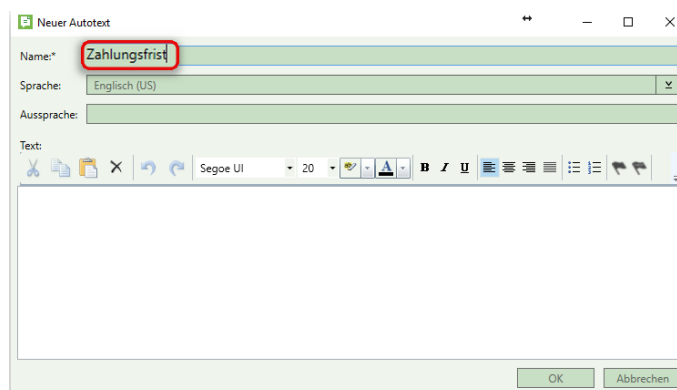 Neuer Autotext
Name:* Zahlungsfrist
Sprache: Englisch (US)
Aussprache:
Text:
Segoe UI 20 A B I U
OK Abbrechen